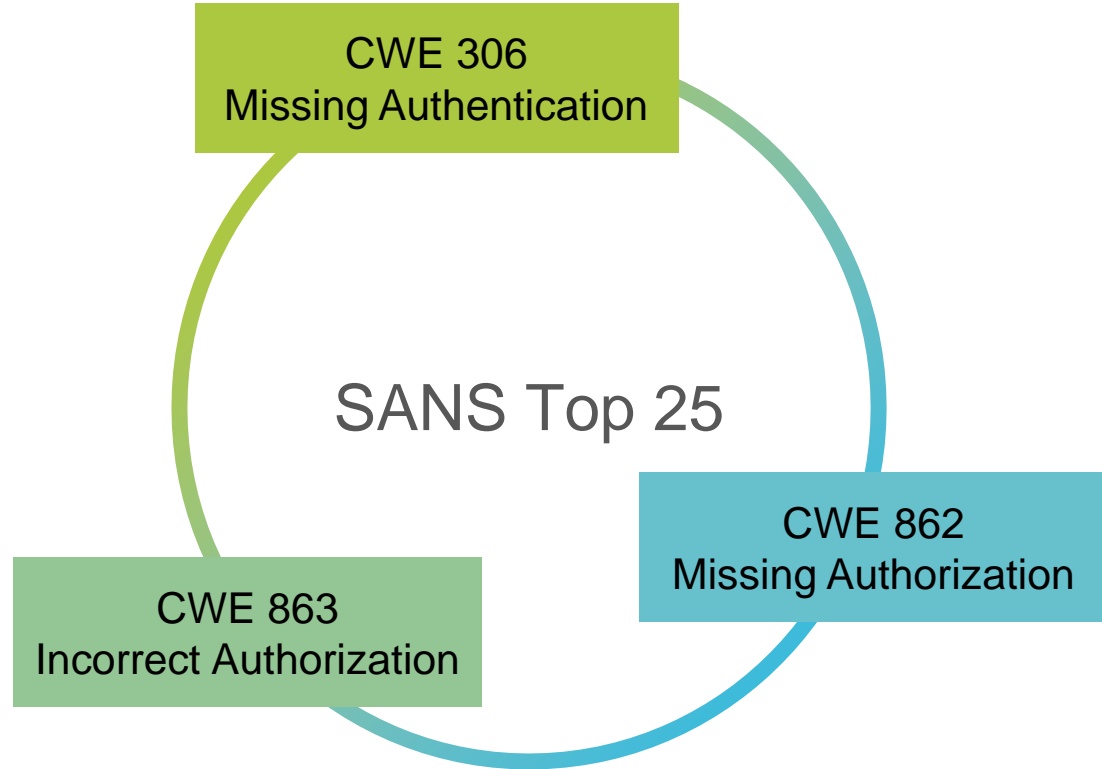 CWE 306
Missing Authentication
SANS Top 25
CWE 862
Missing Authorization
CWE 863
Incorrect Authorization